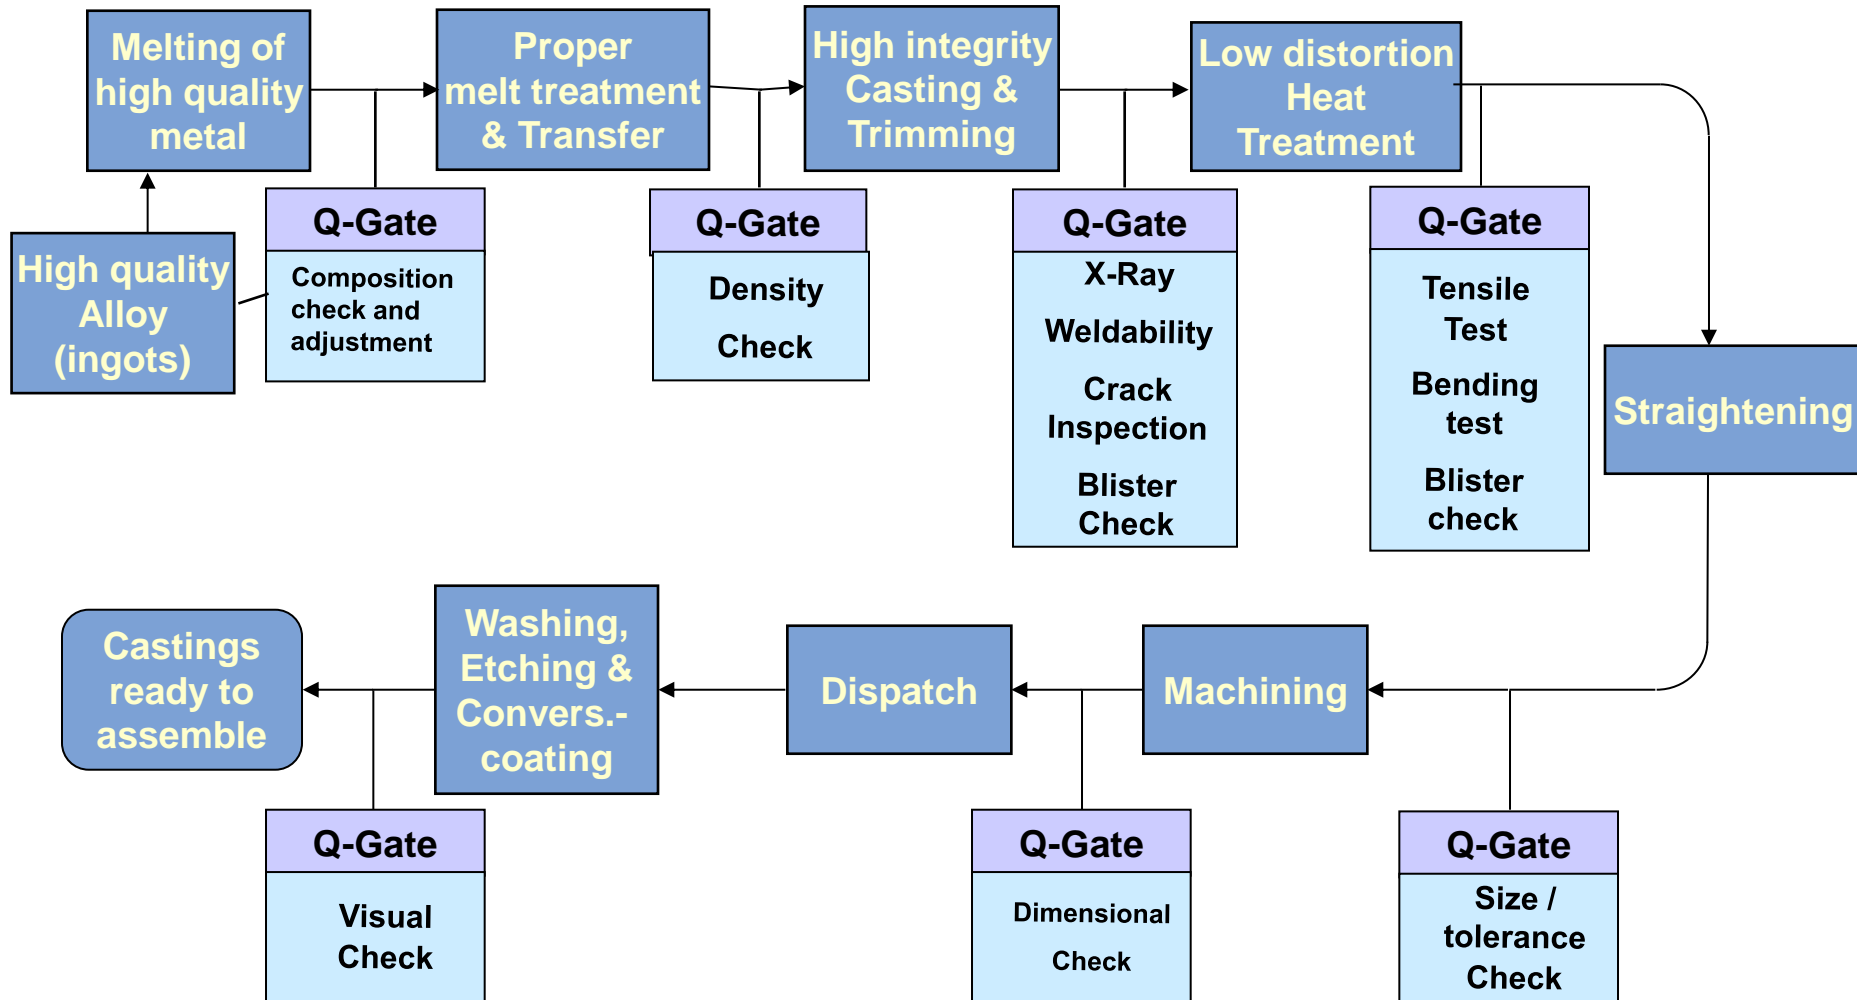 Melting of
high quality
metal
Proper
melt treatment
& Transfer
High integrity
Casting &
Trimming
Low distortion
Heat
Treatment
High quality
Alloy
(ingots)
Q-Gate
Composition
check and
adjustment
Q-Gate
Density
Check
Q-Gate
X-Ray
Weldability
Crack
Inspection
Blister
Check
Q-Gate
Tensile
Test
Bending
test
Blister
check
Straightening
Castings
ready to
assemble
Washing,
Etching &
Convers.-
coating
Dispatch
Machining
Q-Gate
Visual
Check
Q-Gate
Dimensional
Check
Q-Gate
Size /
tolerance
Check